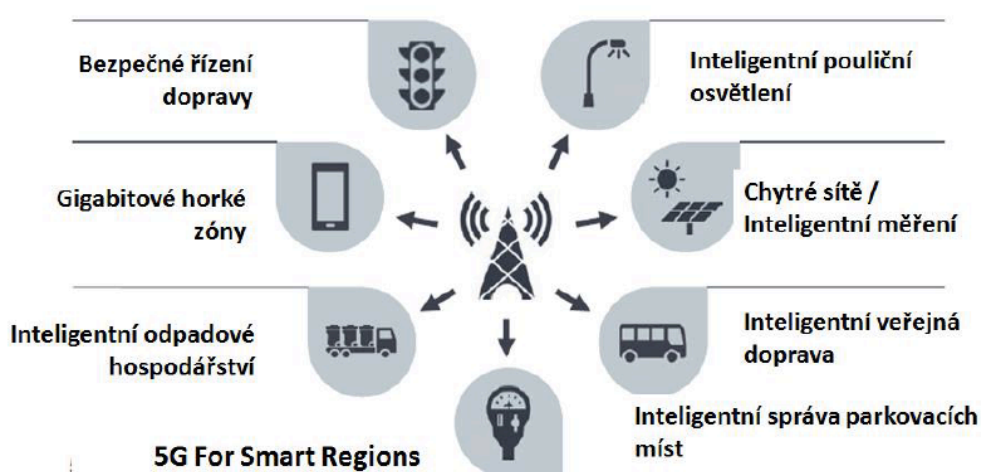 Bezpečné řízení
dopravy
Inteligentní pouliční
osvětlení
Gigabitové horké
zóny
Chytré sítě /
Inteligentní měření
Inteligentní odpadové
hospodářství
Inteligentní veřejná
doprava
Inteligentní správa parkovacích
míst
5G For Smart Regions